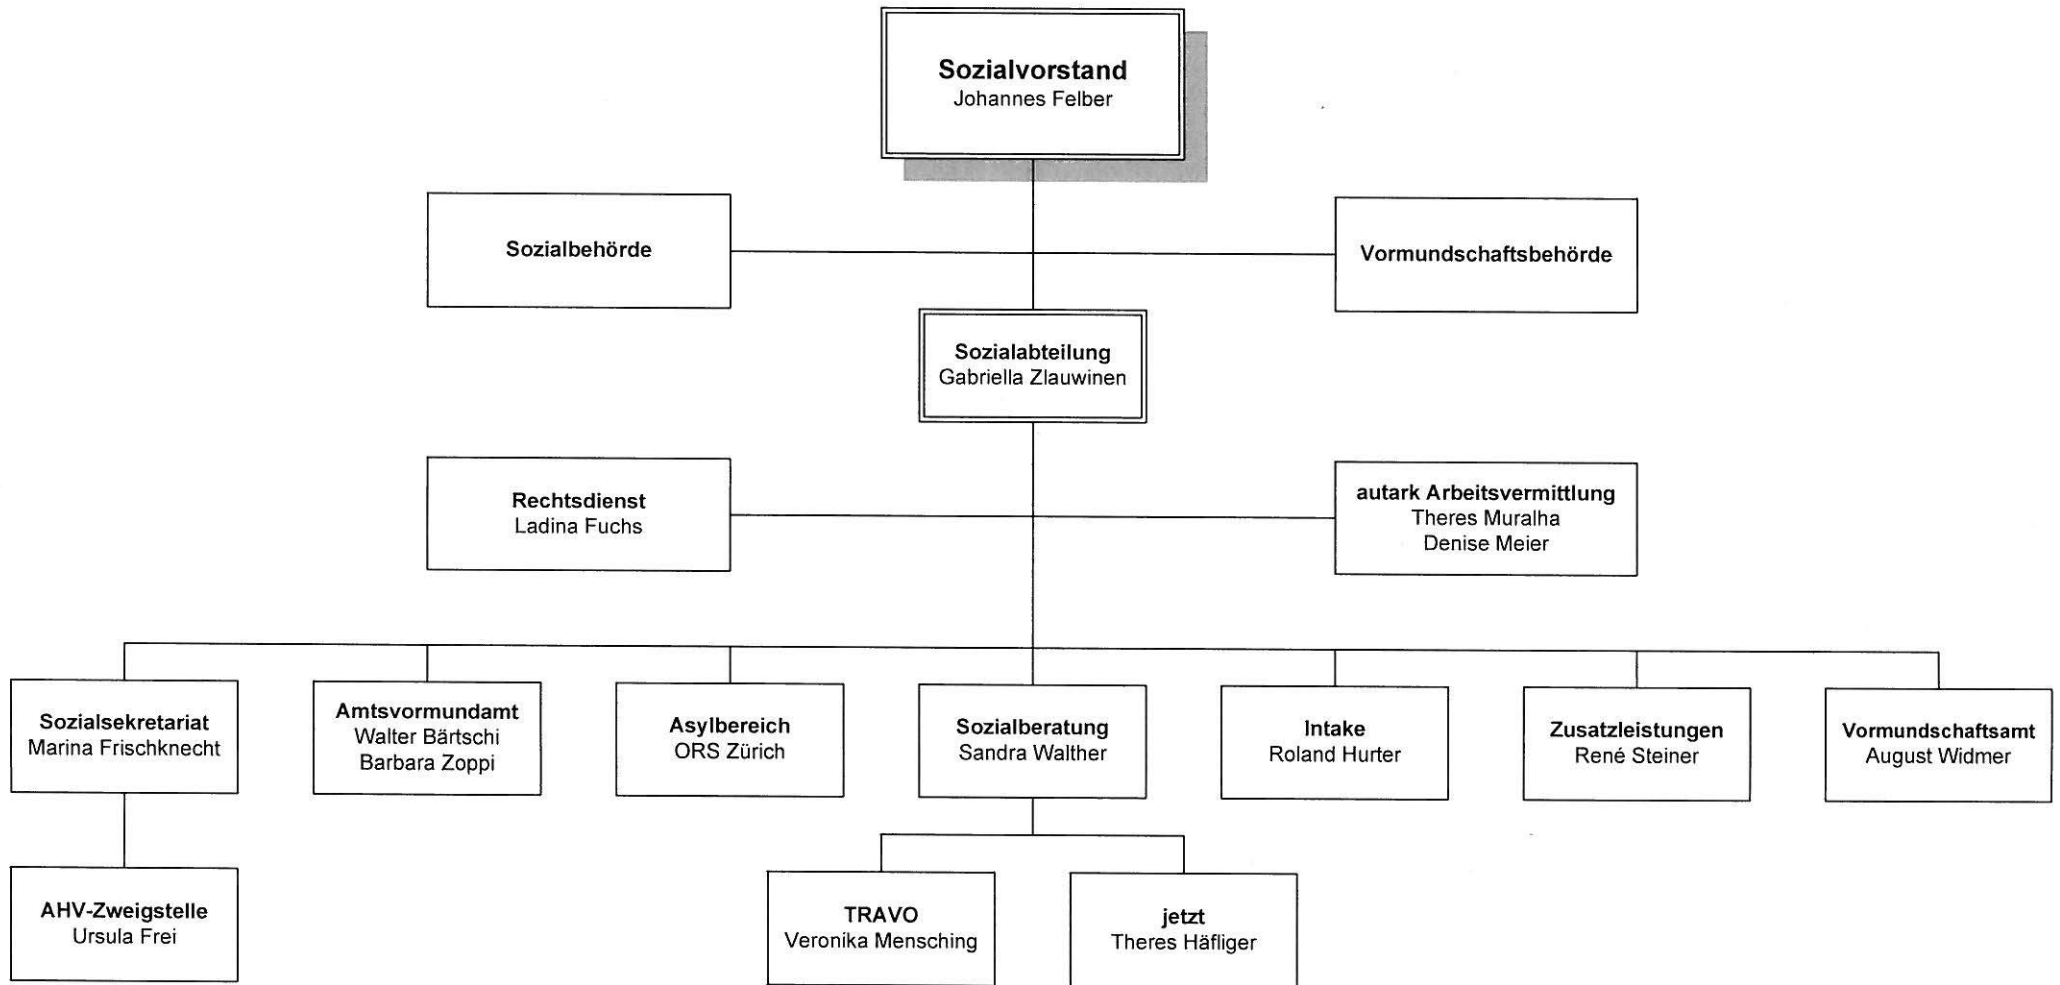 Sozialvorstand
Johannes Felber
Sozialbehörde
Vormundschaftsbehörde
Sozialabteilung
Gabriella Zlauwinen
Rechtsdienst
Ladina Fuchs
autark Arbeitsvermittlung
Theres Muralha
Denise Meier
Sozialsekretariat
Marina Frischknecht
Amtsvormundamt
Walter Bärtschi
Barbara Zoppi
Asylbereich
ORS Zürich
Sozialberatung
Sandra Walther
Intake
Roland Hurter
Zusatzleistungen
René Steiner
Vormundschaftsamt
August Widmer
AHV-Zweigstelle
Ursula Frei
TRAVO
Veronika Mensching
jetzt
Theres Häfliger